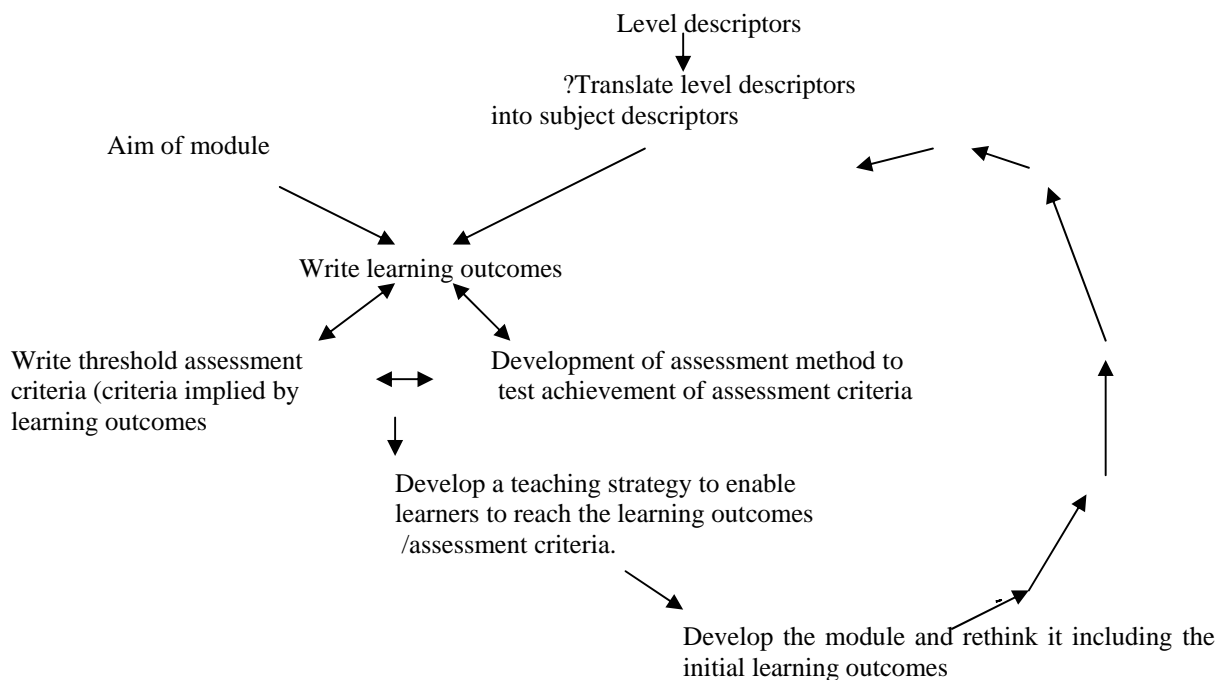 Level descriptors
?Translate level descriptors
into subject descriptors
Aim of module
Write learning outcomes
Write threshold assessment
criteria (criteria implied by
learning outcomes
Development of assessment method to
test achievement of assessment criteria
Develop a teaching strategy to enable
learners to reach the learning outcomes
/assessment criteria.
Develop the module and rethink it including the
initial learning outcomes